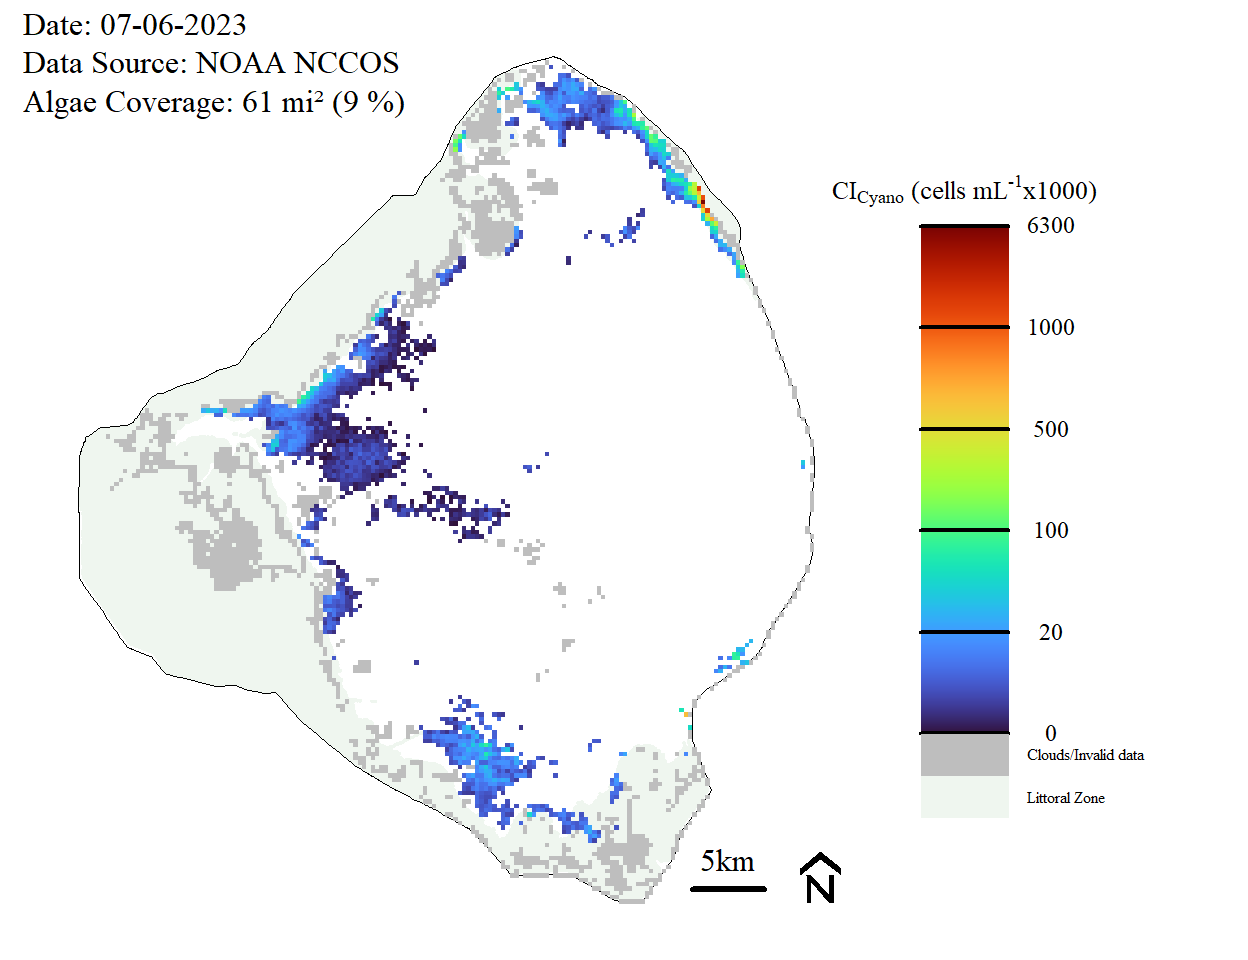 Date: 07-06-2023
Data Source: NOAA NCCOS
Algae Coverage: 61 mi² (9 %)
CICyano (cells mL-1x1000)
6300
1000
500
100
20
0
Clouds/Invalid data
Littoral Zone
5km
N